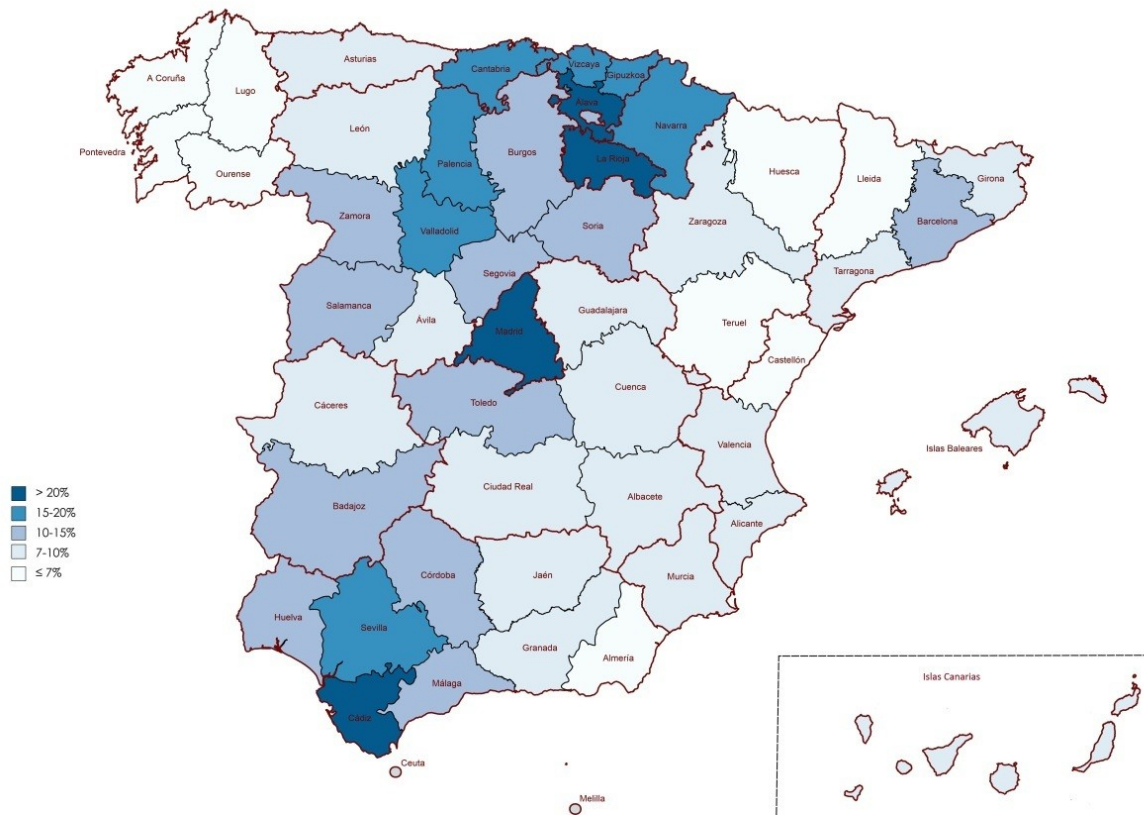 Asturias
Cantabria
Vizcaya
Gipuzkoa
A Coruña
Lugo
Álava
León
Navarra
Pontevedra
Palencia
Burgos
La Rioja
Ourense
Huesca
Lleida
Girona
Zamora
Valladolid
Soria
Zaragoza
Barcelona
Segovia
Tarragona
Salamanca
Ávila
Guadalajara
Madrid
Teruel
Castellón
Cuenca
Cáceres
Toledo
Valencia
Islas Baleares
Ciudad Real
Albacete
Badajoz
Alicante
> 20%
15-20%
10-15%
7-10%
≤ 7%
Córdoba
Jaén
Murcia
Huelva
Sevilla
Granada
Almería
Málaga
Cádiz
Islas Canarias
Ceuta
Melilla